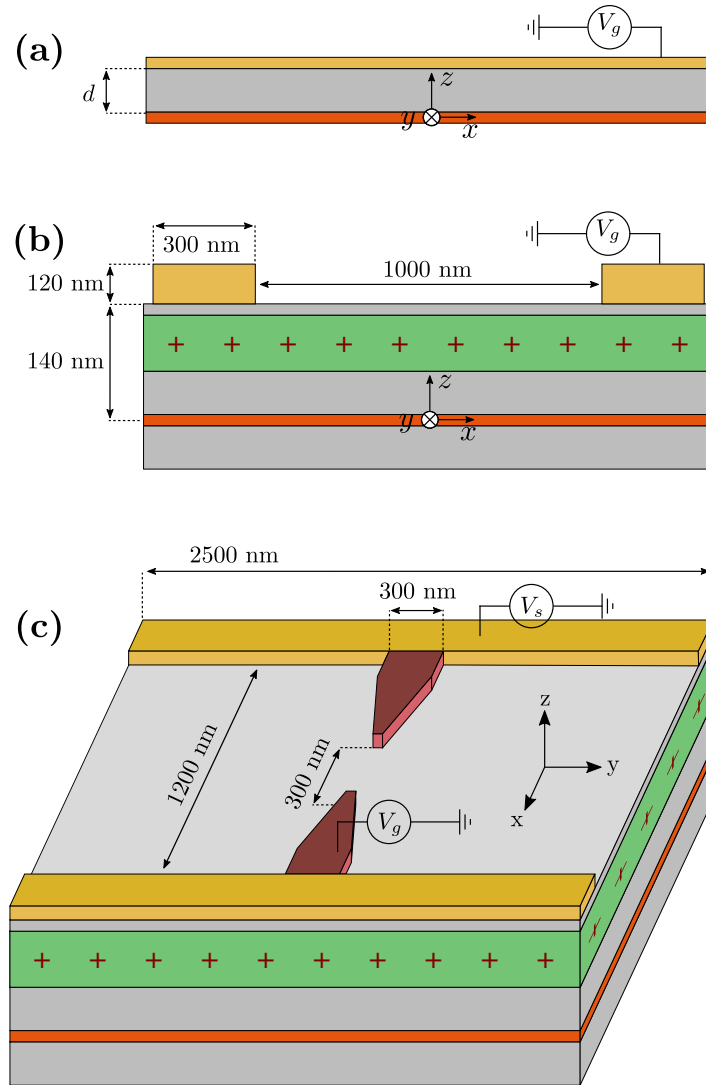 (a)
V_g
d
z
y
x
(b)
300 nm
V_g
120 nm
1000 nm
140 nm
+ + + + + + + + + +
z
y
x
2500 nm
300 nm
(c)
V_s
1200 nm
300 nm
z
y
x
V_g
+ + + + + + + + + +
+ + + + +